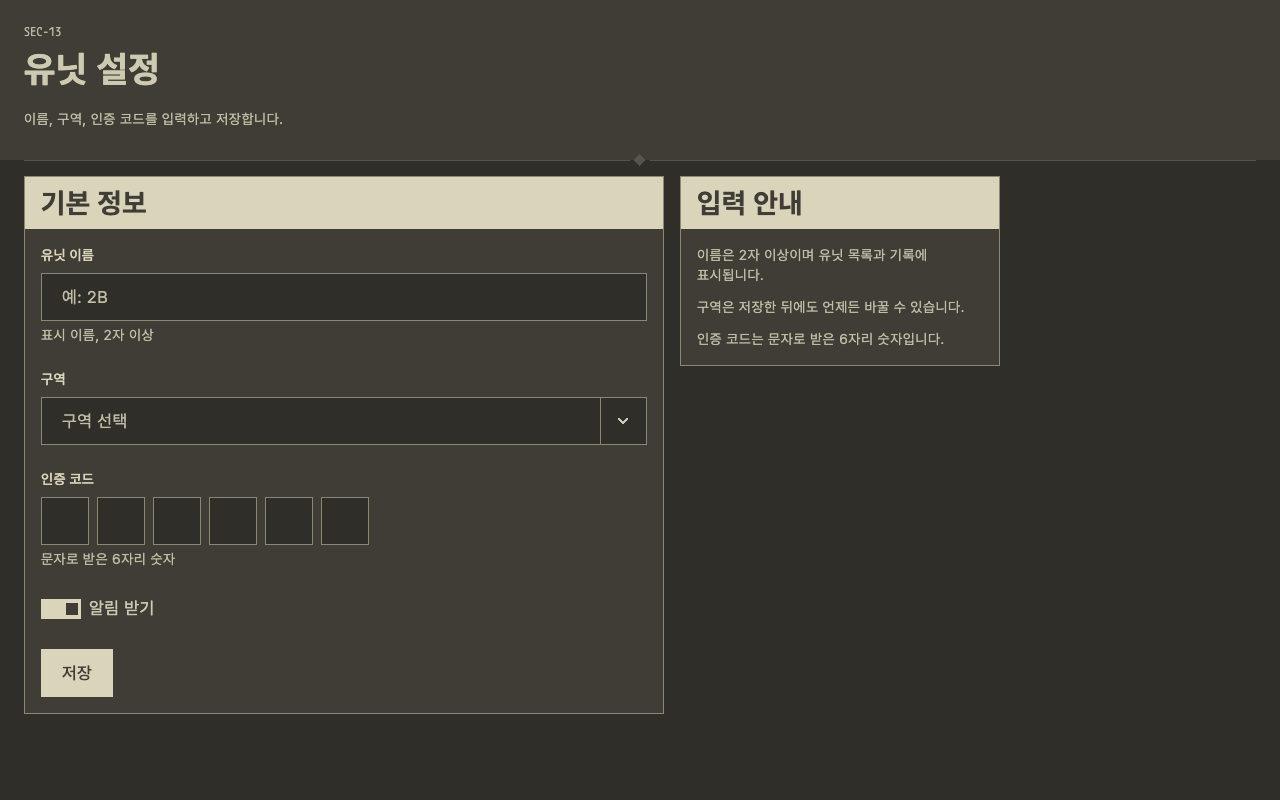 SEC-13
유닛 설정
이름, 구역, 인증 코드를 입력하고 저장합니다.
기본 정보
유닛 이름
예: 2B
표시 이름, 2자 이상
구역
구역 선택
인증 코드
문자로 받은 6자리 숫자
알림 받기
저장
입력 안내
이름은 2자 이상이며 유닛 목록과 기록에
표시됩니다.
구역은 저장한 뒤에도 언제든 바꿀 수 있습니다.
인증 코드는 문자로 받은 6자리 숫자입니다.